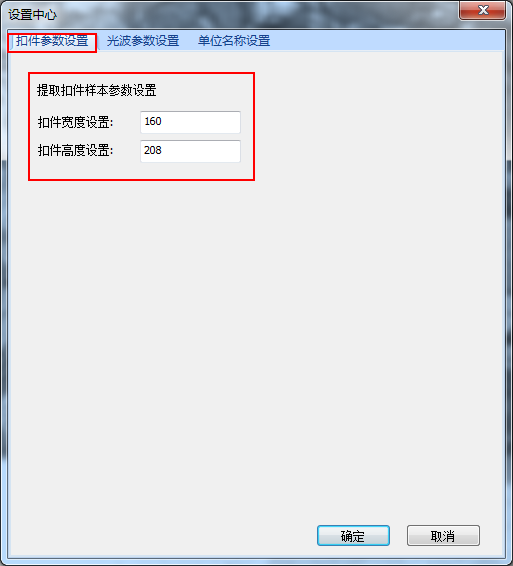 设置中心
扣件参数设置 光波参数设置 单位名称设置
提取扣件样本参数设置
扣件宽度设置: 160
扣件高度设置: 208
确定 取消